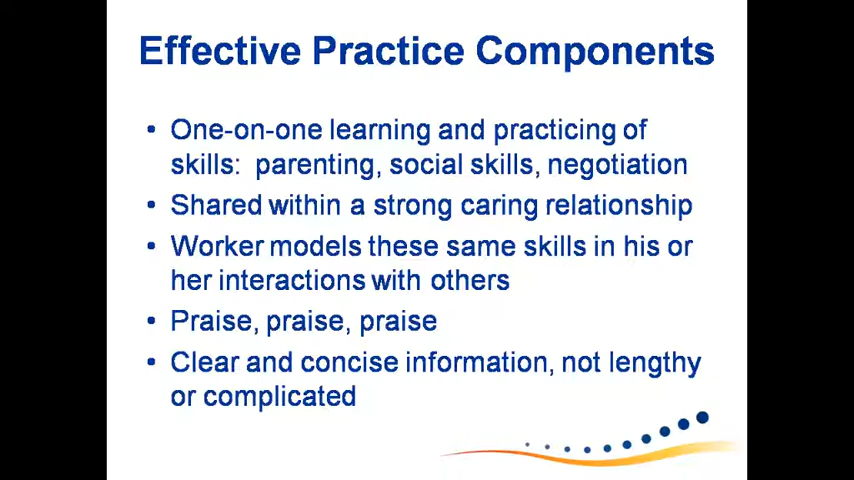 Effective Practice Components
• One-on-one learning and practicing of
skills:  parenting, social skills, negotiation
• Shared within a strong caring relationship
• Worker models these same skills in his or
her interactions with others
• Praise, praise, praise
• Clear and concise information, not lengthy
or complicated